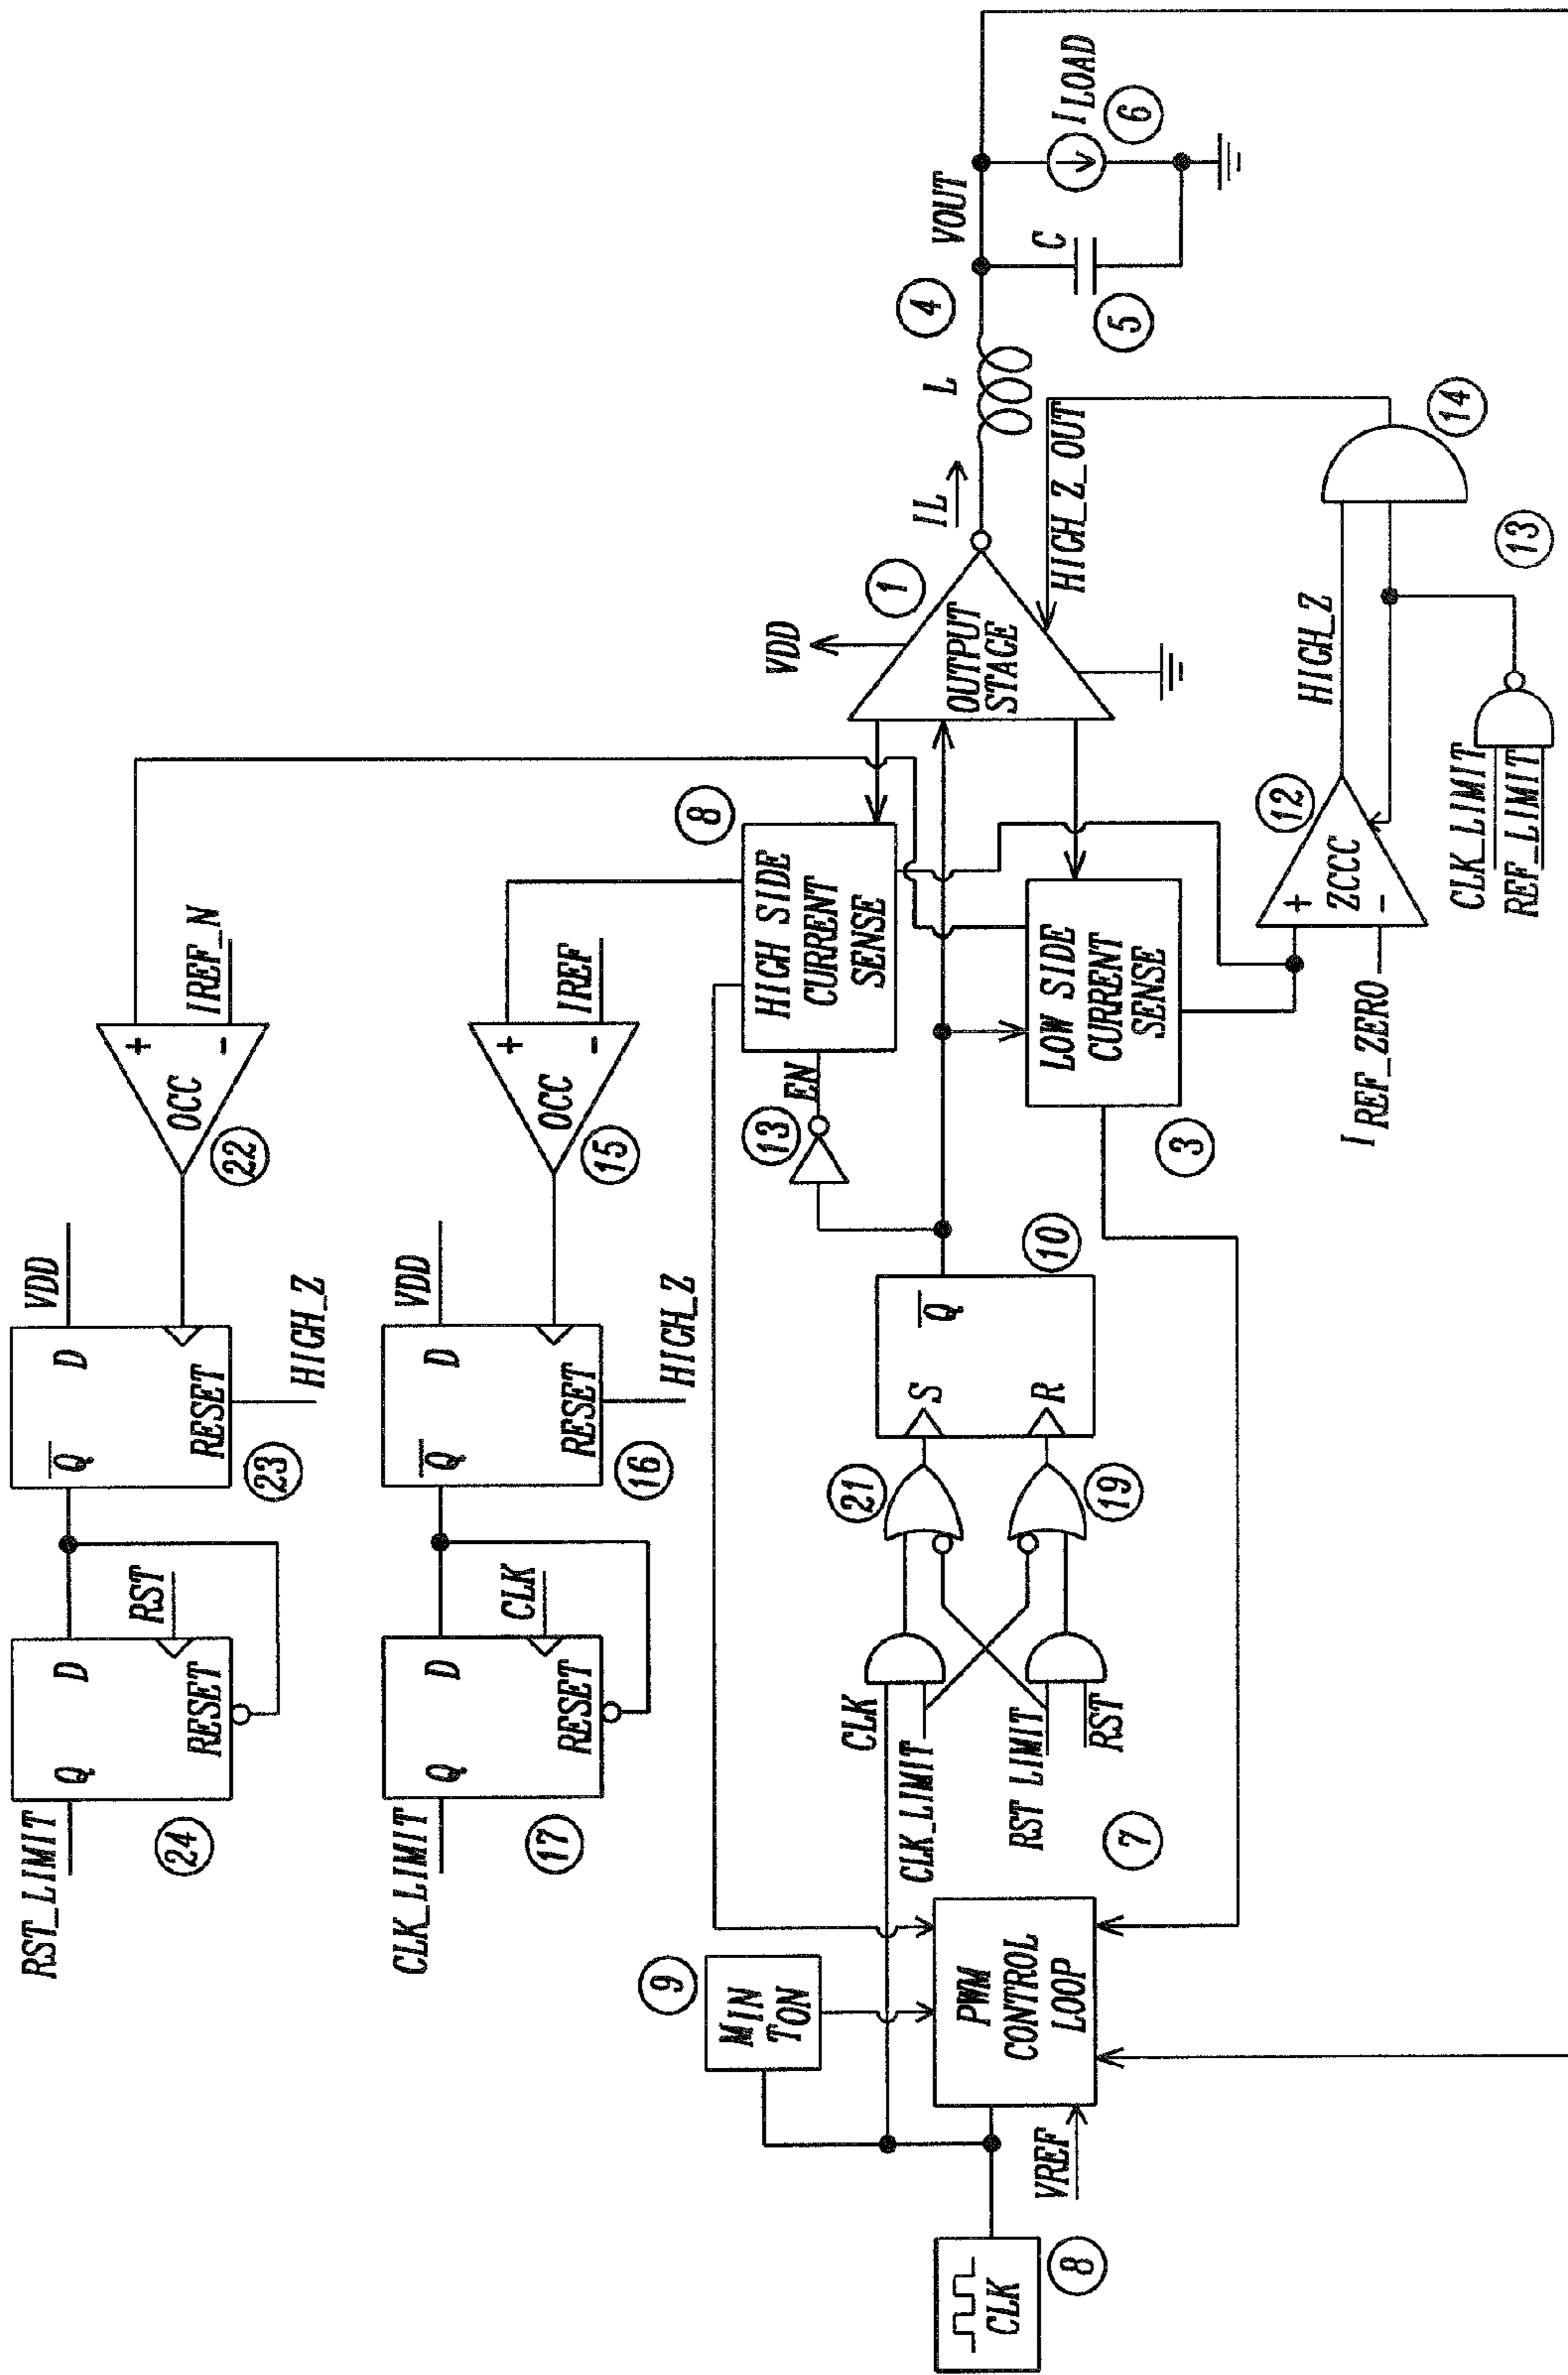 RST_LIMIT
Q
D
RESET
24
RST
Q
D
RESET
23
VDD
HIGH_Z
OCC
+
-
22
IREF_N
CLK_LIMIT
Q
D
RESET
17
CLK
Q
D
RESET
16
VDD
HIGH_Z
OCC
+
-
15
IREF
9
MIN
TON
HIGH SIDE
CURRENT
SENSE
8
EN
13
CLK
8
VREF
PWM
CONTROL
LOOP
7
CLK
CLK_LIMIT
RST LIMIT
RST
21
19
S
R
Q
10
LOW SIDE
CURRENT
SENSE
3
VDD
OUTPUT
STAGE
1
IL
HIGH_Z_OUT
L
4
VOUT
C
5
ILOAD
6
IREF_ZERO
+
-
ZCCC
12
HIGH_Z
14
CLK_LIMIT
REF_LIMIT
13